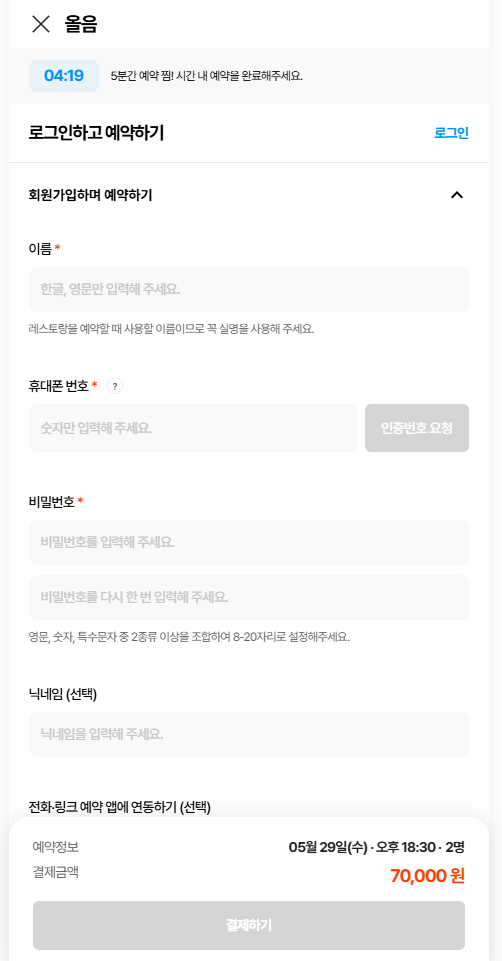 올음
04:19 5분간 예약 찜! 시간 내 예약을 완료해주세요.
로그인하고 예약하기 로그인
회원가입하며 예약하기
이름 *
한글, 영문만 입력해 주세요.
레스토랑을 예약할 때 사용할 이름이므로 꼭 실명을 사용해 주세요.
휴대폰 번호 * ?
숫자만 입력해 주세요. 인증번호 요청
비밀번호 *
비밀번호를 입력해 주세요.
비밀번호를 다시 한 번 입력해 주세요.
영문, 숫자, 특수문자 중 2종류 이상을 조합하여 8-20자리로 설정해주세요.
닉네임 (선택)
닉네임을 입력해 주세요.
전화·링크 예약 앱에 연동하기 (선택)
예약정보 05월 29일(수) · 오후 18:30 · 2명
결제금액 70,000 원
결제하기